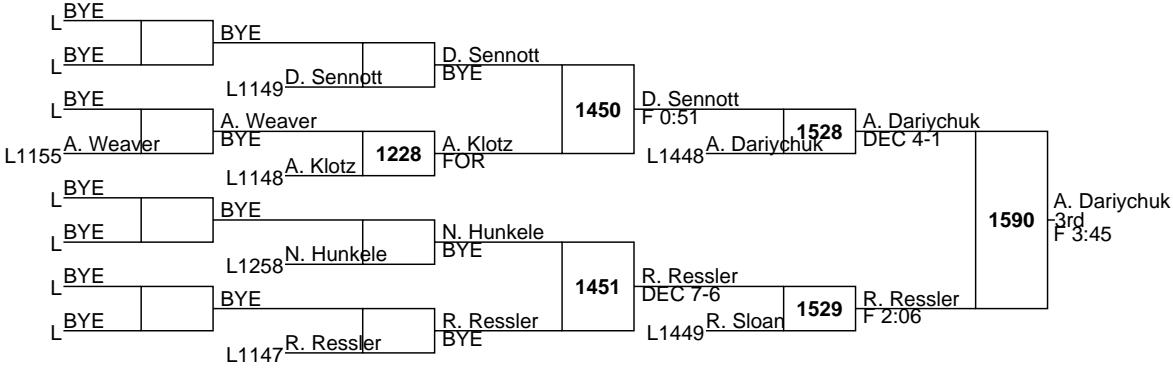 BYE
L
BYE
BYE
L
D. Sennott
L1149
D. Sennott
BYE
BYE
L
A. Weaver
L1155
A. Weaver
BYE
A. Klotz
L1148
1228
A. Klotz
FOR
1450
D. Sennott
F 0:51
A. Dariychuk
L1448
1528
A. Dariychuk
DEC 4-1
BYE
L
BYE
BYE
L
N. Hunkele
L1258
N. Hunkele
BYE
BYE
L
BYE
BYE
L
R. Ressler
L1147
R. Ressler
BYE
1451
R. Ressler
DEC 7-6
R. Sloan
L1449
1529
R. Ressler
F 2:06
1590
A. Dariychuk
3rd
F 3:45